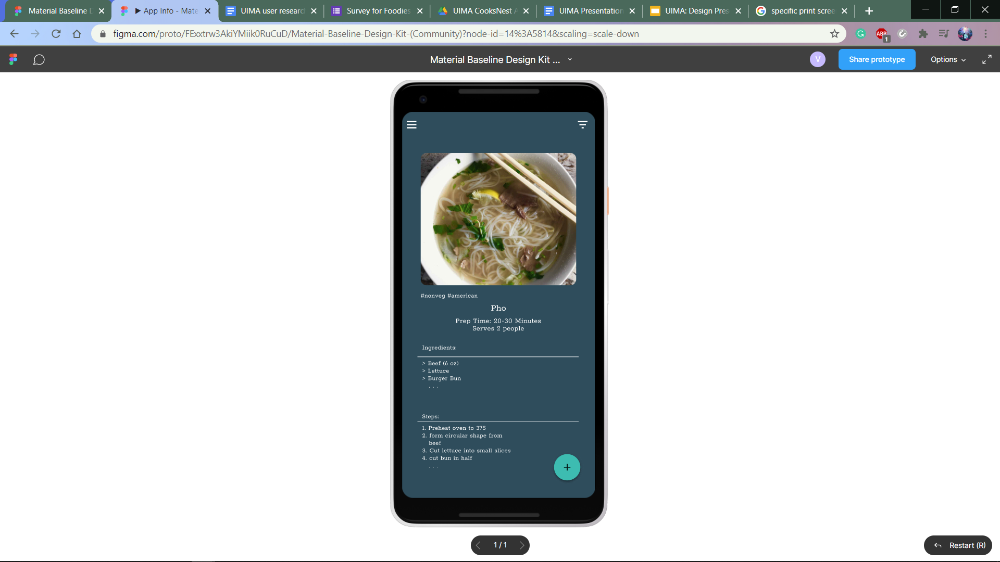 Material Baseline D
App Info - Mate
UIMA user researc
Survey for Foodies
UIMA CooksNest A
UIMA Presentation
UIMA: Design Pres
specific print scree
figma.com/proto/FExxtrw3AkiYMiik0RuCuD/Material-Baseline-Design-Kit-(Community)?node-id=14%3A5814&scaling=scale-down
G
ABP
1
Material Baseline Design Kit ...
V
Share prototype
Options
#nonveg #american
Pho
Prep Time: 20-30 Minutes
Serves 2 people
Ingredients:
> Beef (6 oz)
> Lettuce
> Burger Bun
. . .
Steps:
1. Preheat oven to 375
2. form circular shape from
beef
3. Cut lettuce into small slices
4. cut bun in half
. . .
+
1 / 1
Restart (R)